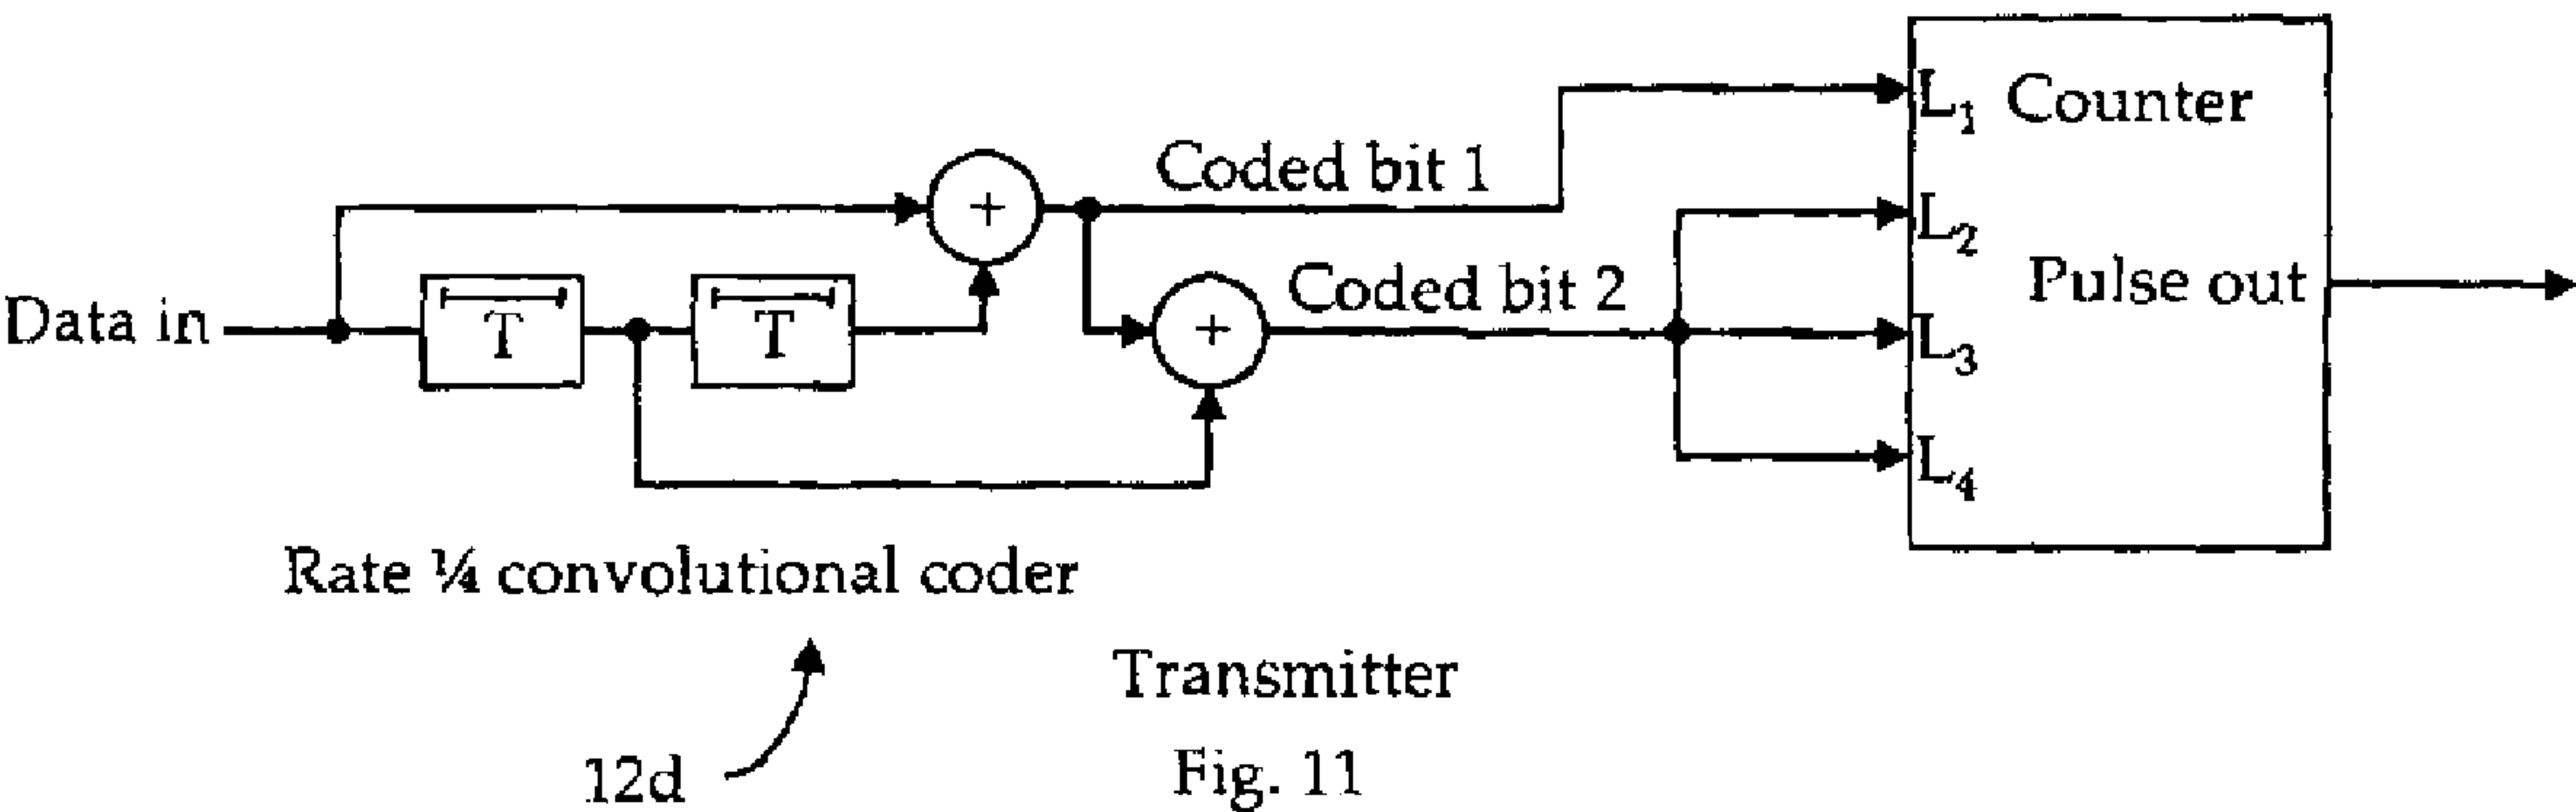 L₁ Counter
Coded bit 1
L₂
Data in
T
T
Coded bit 2
Pulse out
L₃
L₄
Rate ¼ convolutional coder
Transmitter
12d
Fig. 11